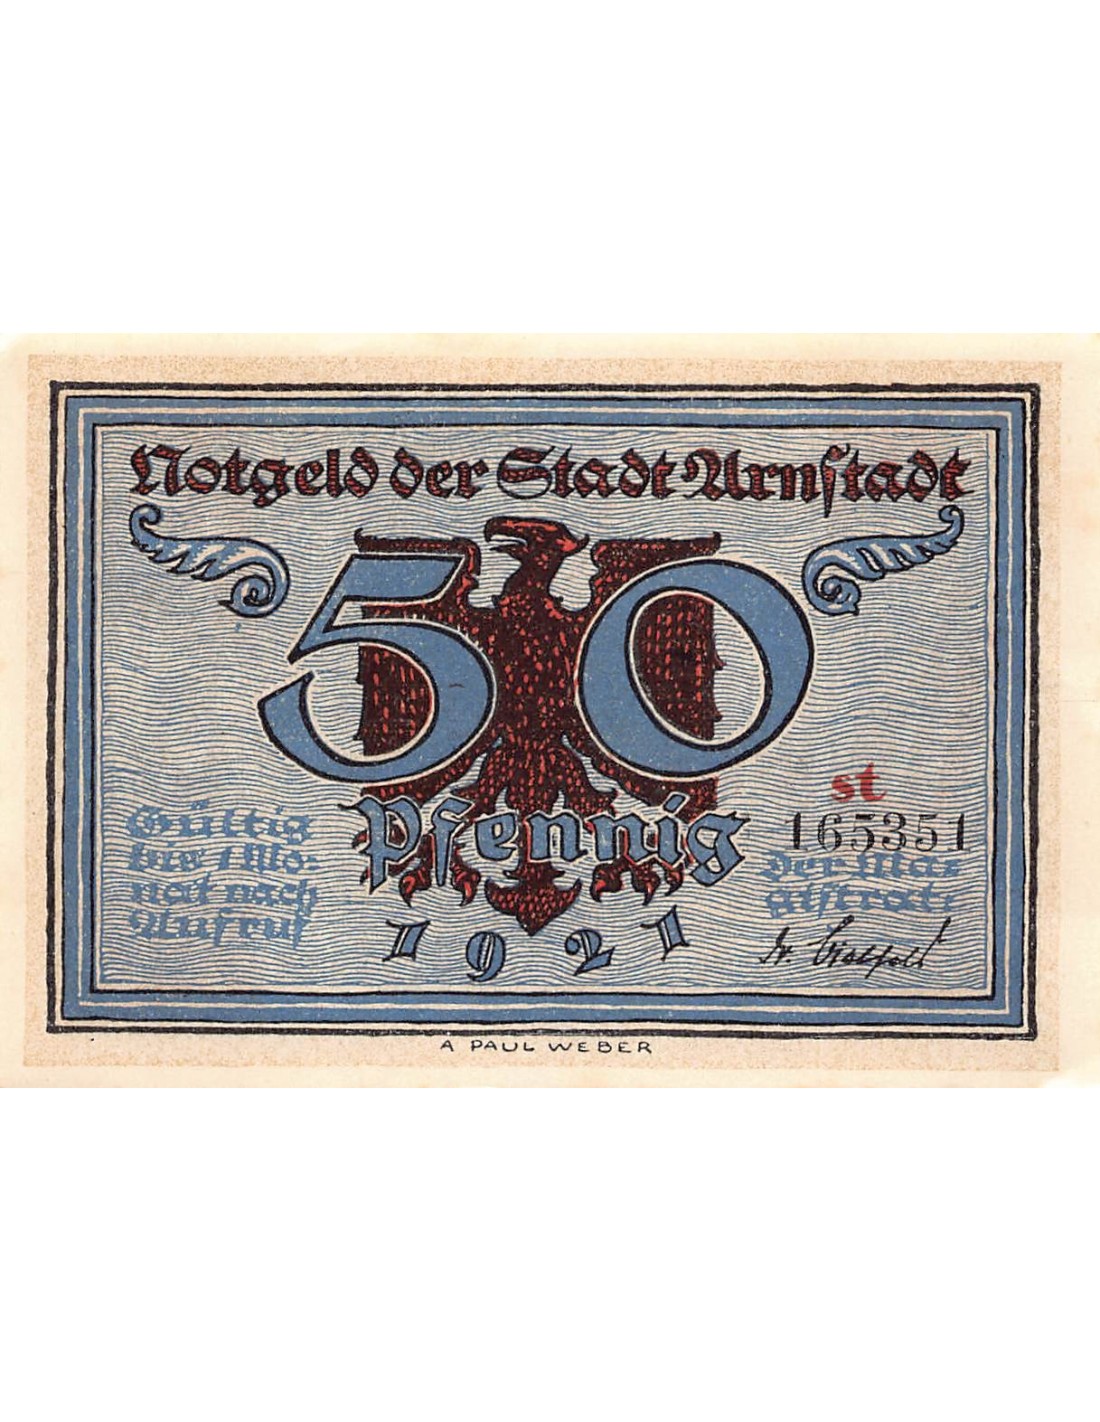 Notgeld der Stadt Arnstadt
50
Pfennig
1921
Gültig
bis 1 Mo=
nat nach
Aufruf
st
165351
Der Ma=
gistrat:
A PAUL WEBER